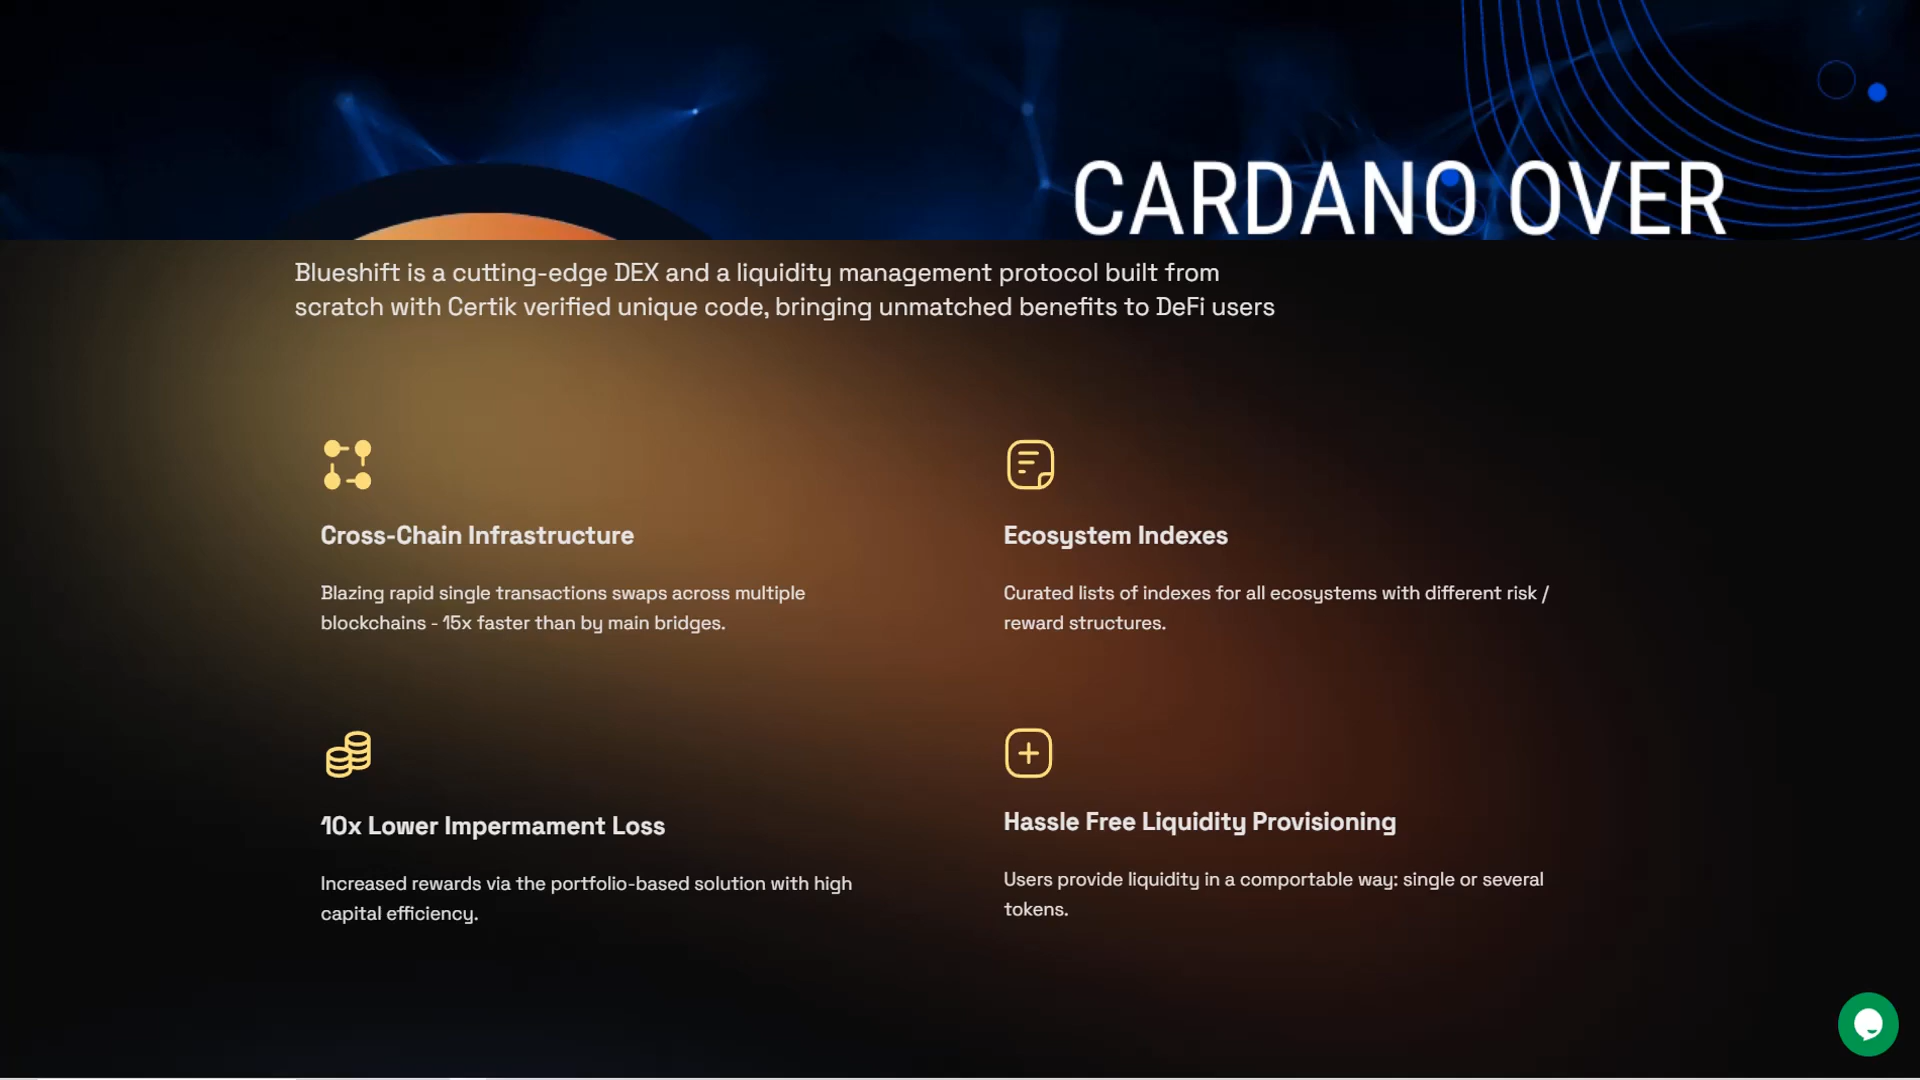 CARDANO OVER
Blueshift is a cutting-edge DEX and a liquidity management protocol built from
scratch with Certik verified unique code, bringing unmatched benefits to DeFi users
Cross-Chain Infrastructure
Blazing rapid single transactions swaps across multiple
blockchains - 15x faster than by main bridges.
Ecosystem Indexes
Curated lists of indexes for all ecosystems with different risk /
reward structures.
10x Lower Impermament Loss
Increased rewards via the portfolio-based solution with high
capital efficiency.
Hassle Free Liquidity Provisioning
Users provide liquidity in a comportable way: single or several
tokens.